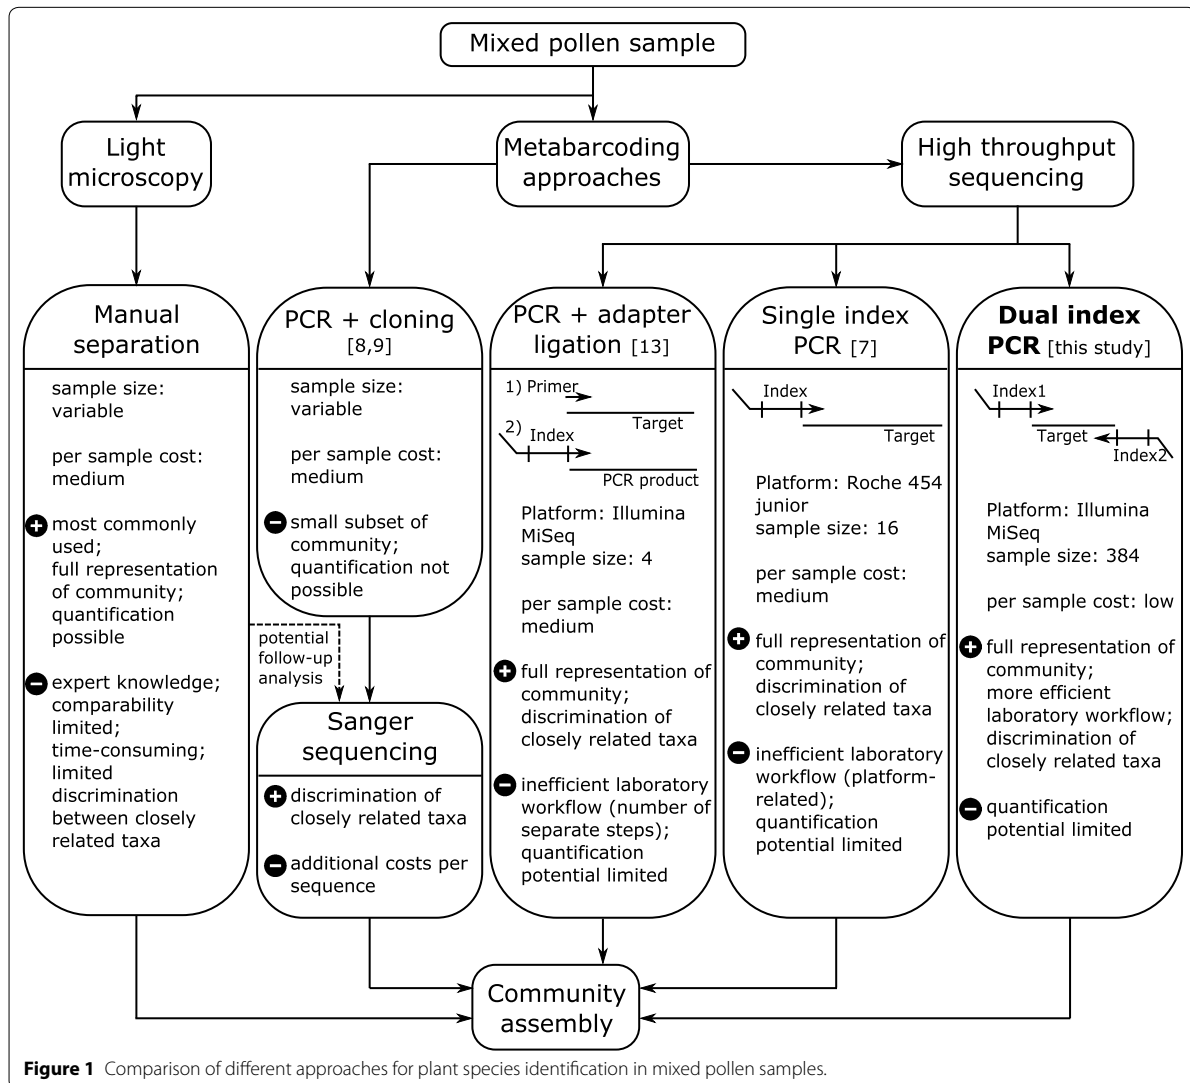 Mixed pollen sample
Light
microscopy
Metabarcoding
approaches
High throughput
sequencing
Manual
separation
sample size:
variable
per sample cost:
medium
+ most commonly
used;
full representation
of community;
quantification
possible
− expert knowledge;
comparability
limited;
time-consuming;
limited
discrimination
between closely
related taxa
PCR + cloning
[8,9]
sample size:
variable
per sample cost:
medium
− small subset of
community;
quantification not
possible
potential
follow-up
analysis
Sanger
sequencing
+ discrimination of
closely related taxa
− additional costs per
sequence
PCR + adapter
ligation [13]
1) Primer
Target
2)
Index
PCR product
Platform: Illumina
MiSeq
sample size: 4
per sample cost:
medium
+ full representation of
community;
discrimination of
closely related taxa
− inefficient laboratory
workflow (number of
separate steps);
quantification
potential limited
Single index
PCR [7]
Index
Target
Platform: Roche 454
junior
sample size: 16
per sample cost:
medium
+ full representation of
community;
discrimination of
closely related taxa
− inefficient laboratory
workflow (platform-
related);
quantification
potential limited
Dual index
PCR [this study]
Index1
Target
Index2
Platform: Illumina
MiSeq
sample size: 384
per sample cost: low
+ full representation of
community;
more efficient
laboratory workflow;
discrimination of
closely related taxa
− quantification
potential limited
Community
assembly
Figure 1 Comparison of different approaches for plant species identification in mixed pollen samples.